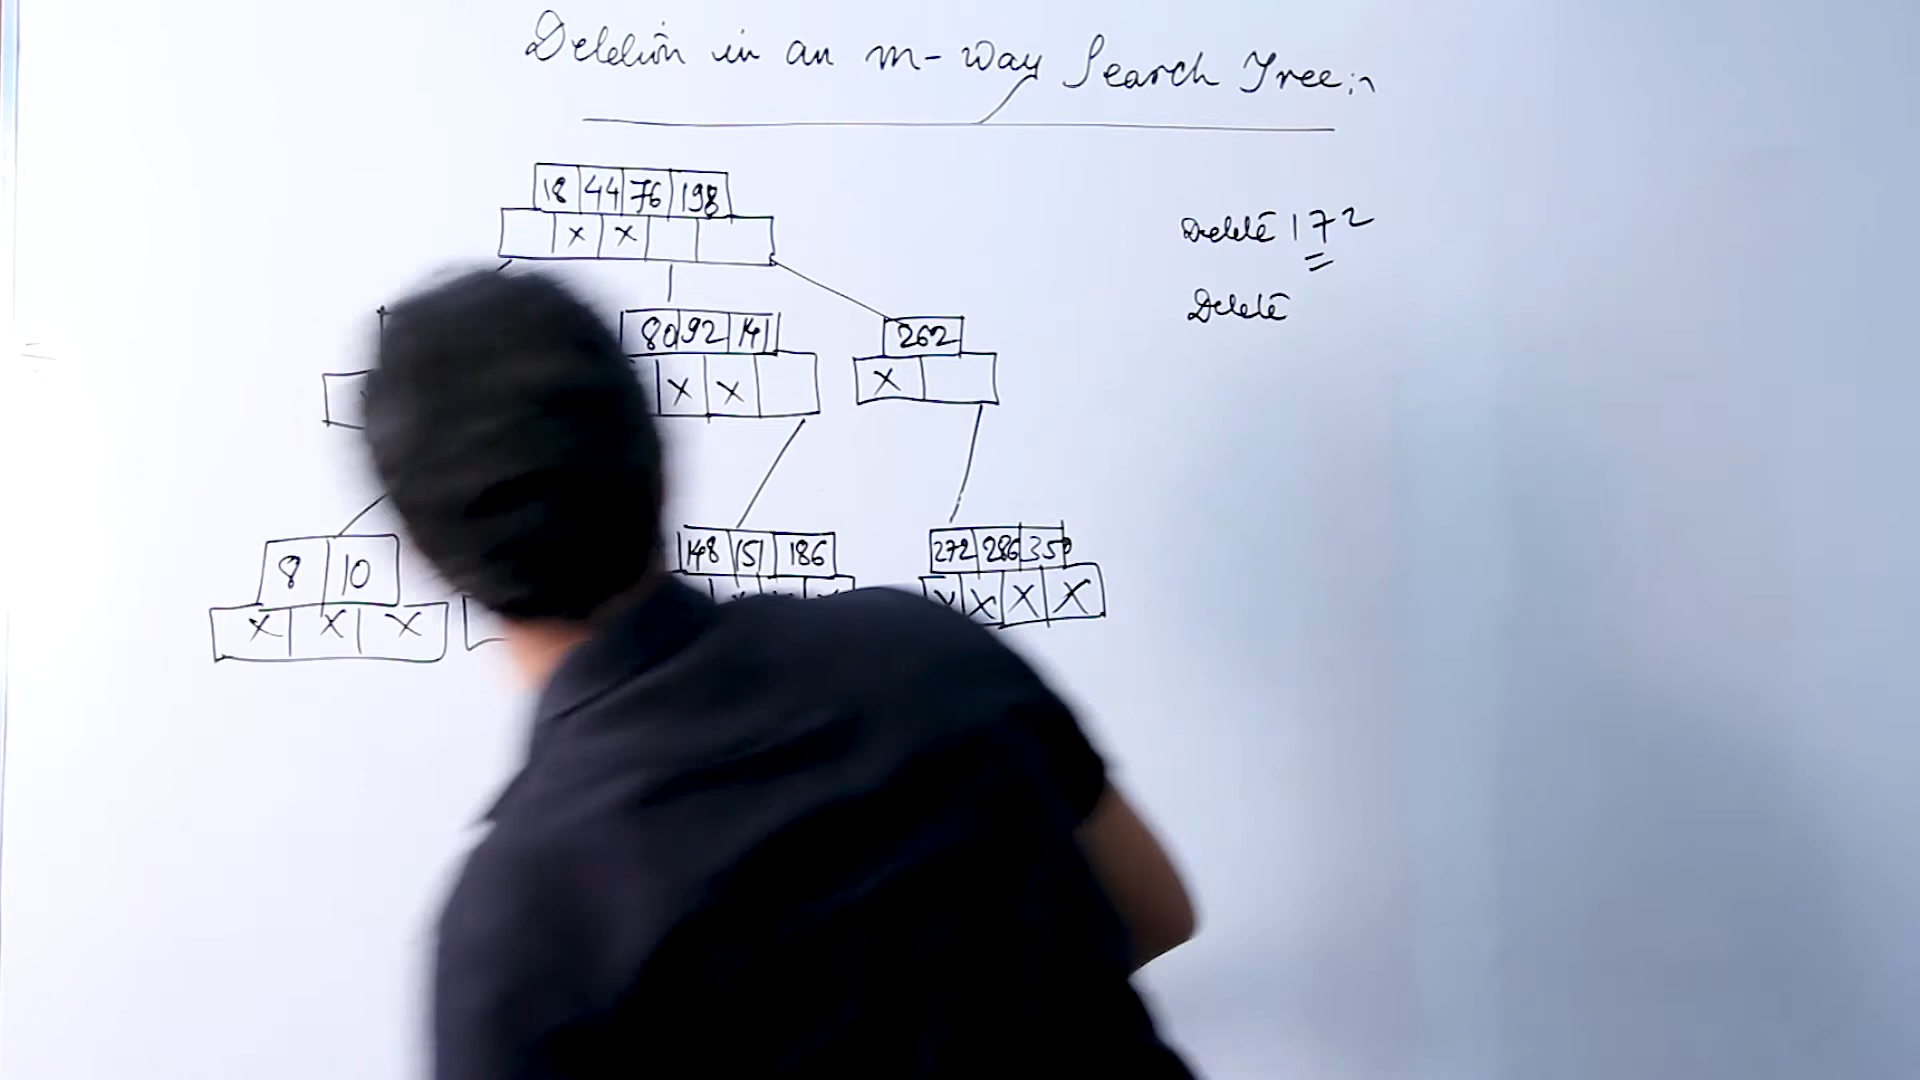 Deletion in an m-way Search Tree:-
18 44 76 198
x x
Delete 172
80 92 141
262
x x
x
Delete
8 10
148 151 186
272 286 350
x x x
x x x x